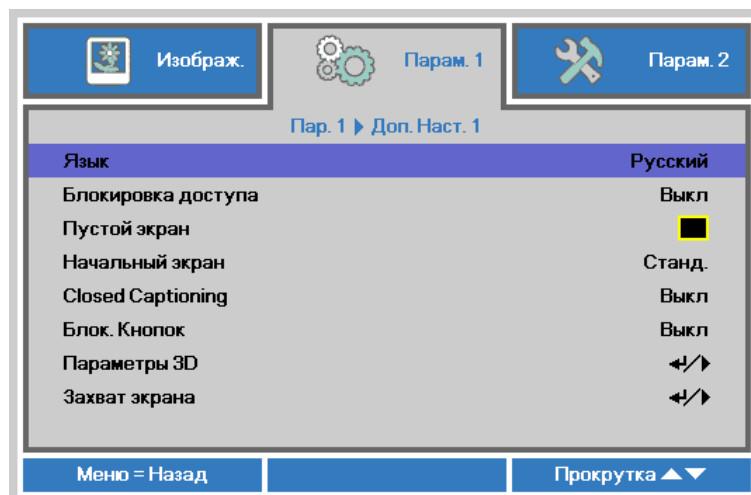 Изображ. Парам. 1 Парам. 2
Пар. 1 Доп. Наст. 1
Язык Русский
Блокировка доступа Выкл
Пустой экран
Начальный экран Станд.
Closed Captioning Выкл
Блок. Кнопок Выкл
Параметры 3D
Захват экрана
Меню = Назад Прокрутка